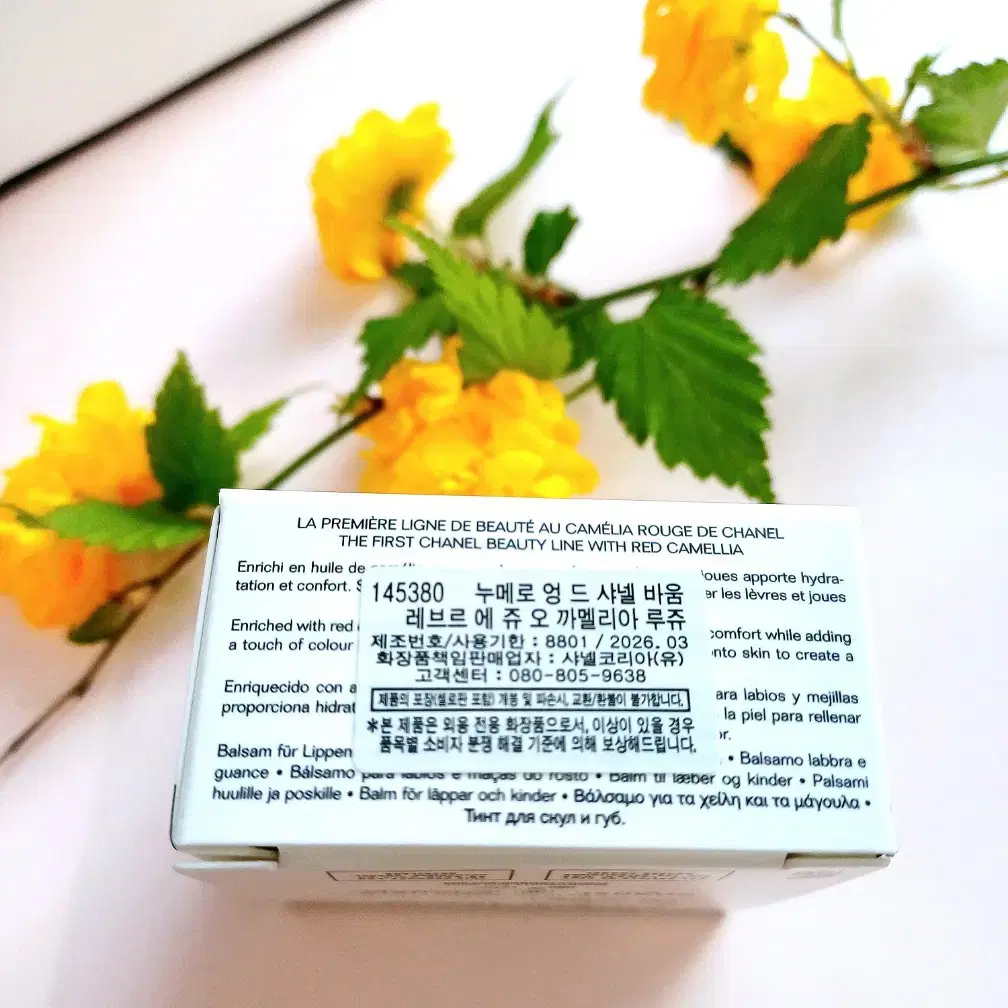 LA PREMIÈRE LIGNE DE BEAUTÉ AU CAMÉLIA ROUGE DE CHANEL
THE FIRST CHANEL BEAUTY LINE WITH RED CAMELLIA
Enrichi en huile de joues apporte hydra-
tation et confort. er les lèvres et joues
Enriched with red comfort while adding
a touch of colour onto skin to create a
Enriquecido con a ara labios y mejillas
proporciona hidrat la piel para rellenar
r.
Balsam für Lippen • Balsamo labbra e
guance • Bálsamo para labios e maçãs do rosto • Balm til læber og kinder • Palsami
huulille ja poskille • Balm för läppar och kinder • Βάλσαμο για τα χείλη και τα μάγουλα •
Тинт для скул и губ.
145380 누메로 엉 드 샤넬 바움
레브르 에 쥬 오 까멜리아 루쥬
제조번호/사용기한 : 8801 / 2026. 03
화장품책임판매업자 : 샤넬코리아(유)
고객센터 : 080-805-9638
제품의 포장(셀로판 포함) 개봉 및 파손시, 교환/환불이 불가합니다.
*본 제품은 외용 전용 화장품으로서, 이상이 있을 경우
품목별 소비자 분쟁 해결 기준에 의해 보상해드립니다.